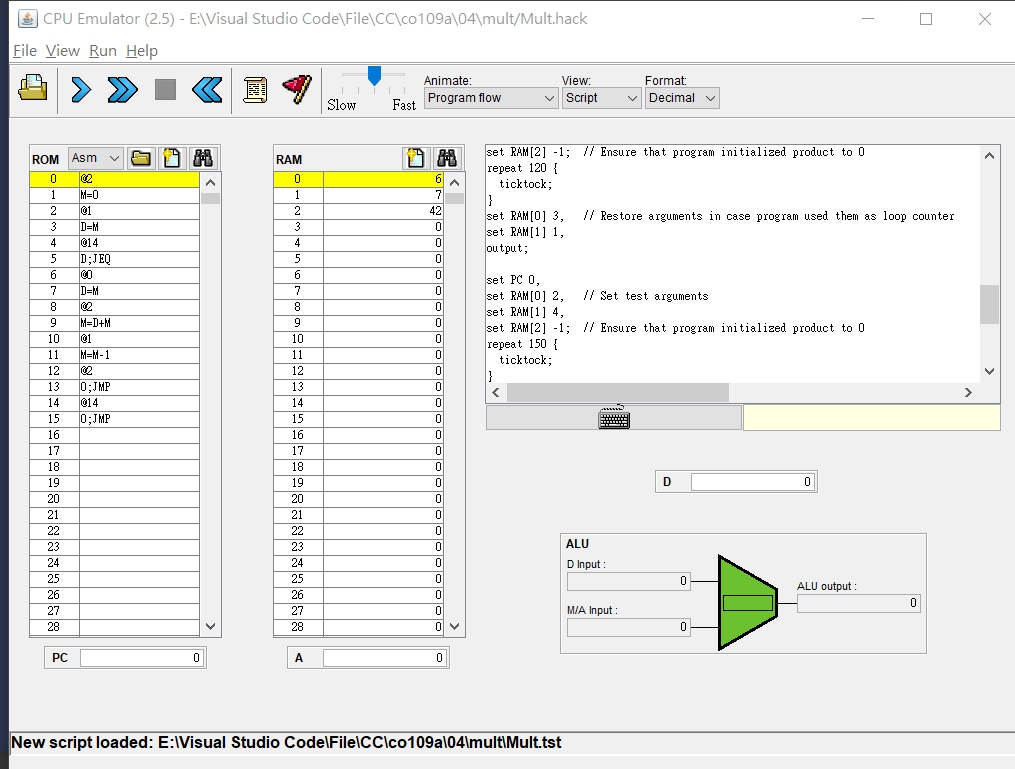 CPU Emulator (2.5) - E:\Visual Studio Code\File\CC\co109a\04\mult/Mult.hack
File View Run Help
Slow Fast
Animate:
Program flow
View:
Script
Format:
Decimal
ROM Asm
0 @2
1 M=0
2 @1
3 D=M
4 @14
5 D;JEQ
6 @0
7 D=M
8 @2
9 M=D+M
10 @1
11 M=M-1
12 @2
13 0;JMP
14 @14
15 0;JMP
16
17
18
19
20
21
22
23
24
25
26
27
28
PC 0
RAM
0 6
1 7
2 42
3 0
4 0
5 0
6 0
7 0
8 0
9 0
10 0
11 0
12 0
13 0
14 0
15 0
16 0
17 0
18 0
19 0
20 0
21 0
22 0
23 0
24 0
25 0
26 0
27 0
28 0
A 0
set RAM[2] -1;  // Ensure that program initialized product to 0
repeat 120 {
ticktock;
}
set RAM[0] 3,   // Restore arguments in case program used them as loop counter
set RAM[1] 1,
output;
set PC 0,
set RAM[0] 2,   // Set test arguments
set RAM[1] 4,
set RAM[2] -1;  // Ensure that program initialized product to 0
repeat 150 {
ticktock;
}
D 0
ALU
D Input :
0
M/A Input :
0
ALU output :
0
New script loaded: E:\Visual Studio Code\File\CC\co109a\04\mult\Mult.tst